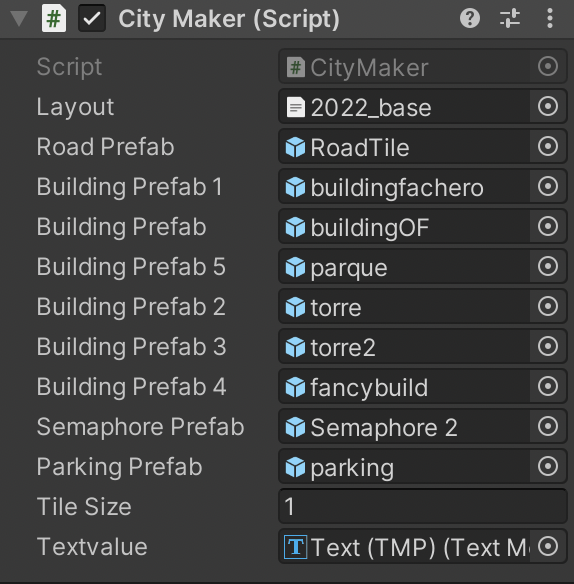 City Maker (Script)
Script CityMaker
Layout 2022_base
Road Prefab RoadTile
Building Prefab 1 buildingfachero
Building Prefab buildingOF
Building Prefab 5 parque
Building Prefab 2 torre
Building Prefab 3 torre2
Building Prefab 4 fancybuild
Semaphore Prefab Semaphore 2
Parking Prefab parking
Tile Size 1
Textvalue Text (TMP) (Text M